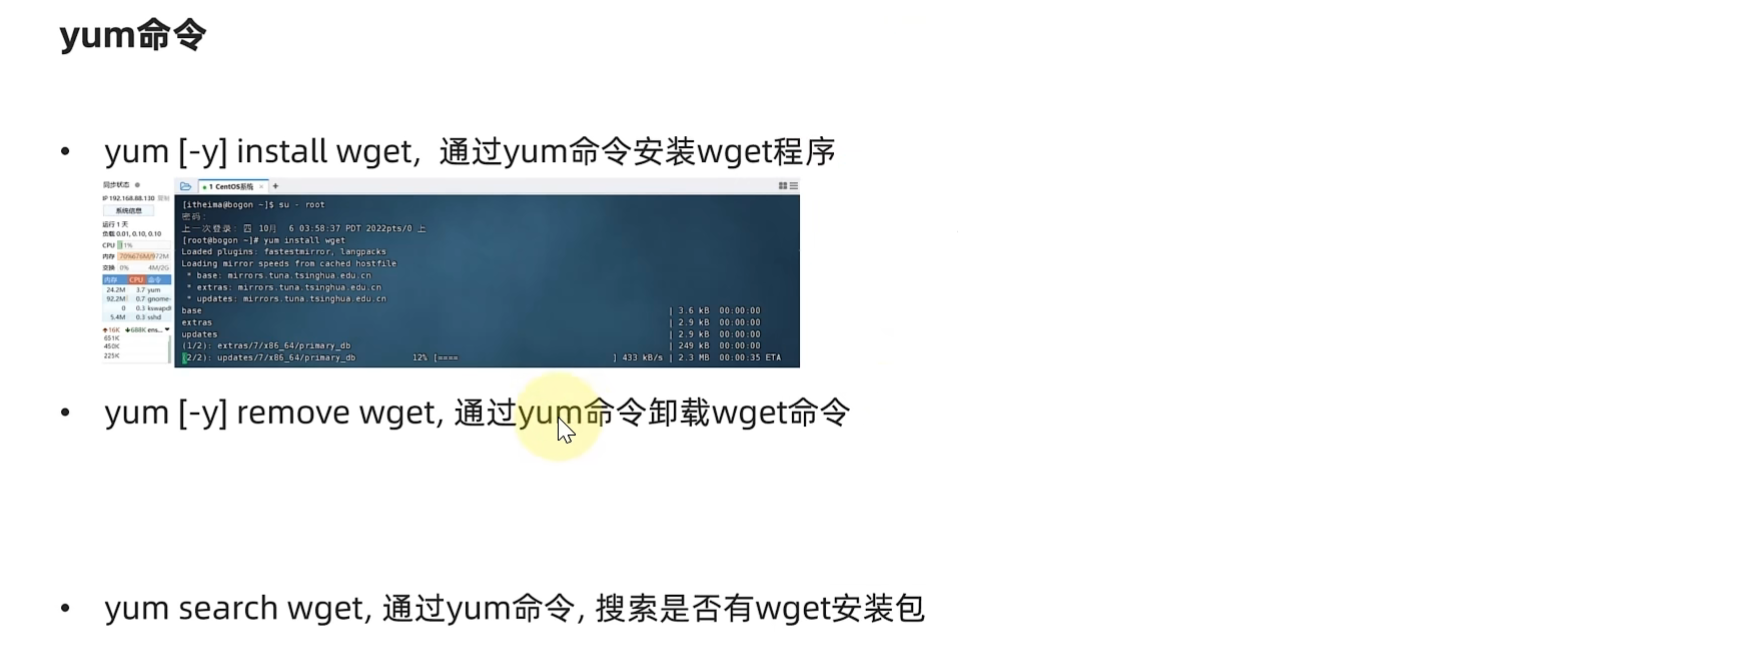 yum命令
• yum [-y] install wget, 通过yum命令安装wget程序
同步状态
IP 192.168.88.130 复制
系统信息
运行 1 天
负载 0.01, 0.10, 0.10
CPU 1%
内存 70% 676M/972M
交换 0% 4M/2G
内存 CPU 命令
24.2M 3.7 yum
92.2M 0.7 gnome-
0 0.3 kswapd
5.4M 0.3 sshd
16K 688K ens...
651K
450K
225K
1 CentOS系统 × +
[itheima@bogon ~]$ su - root
密码:
上一次登录: 四 10月 6 03:58:37 PDT 2022pts/0 上
[root@bogon ~]# yum install wget
Loaded plugins: fastestmirror, langpacks
Loading mirror speeds from cached hostfile
* base: mirrors.tuna.tsinghua.edu.cn
* extras: mirrors.tuna.tsinghua.edu.cn
* updates: mirrors.tuna.tsinghua.edu.cn
base | 3.6 kB 00:00:00
extras | 2.9 kB 00:00:00
updates | 2.9 kB 00:00:00
(1/2): extras/7/x86_64/primary_db | 249 kB 00:00:00
(2/2): updates/7/x86_64/primary_db 12% [==== ] 433 kB/s | 2.3 MB 00:00:35 ETA
• yum [-y] remove wget, 通过yum命令卸载wget命令
• yum search wget, 通过yum命令, 搜索是否有wget安装包